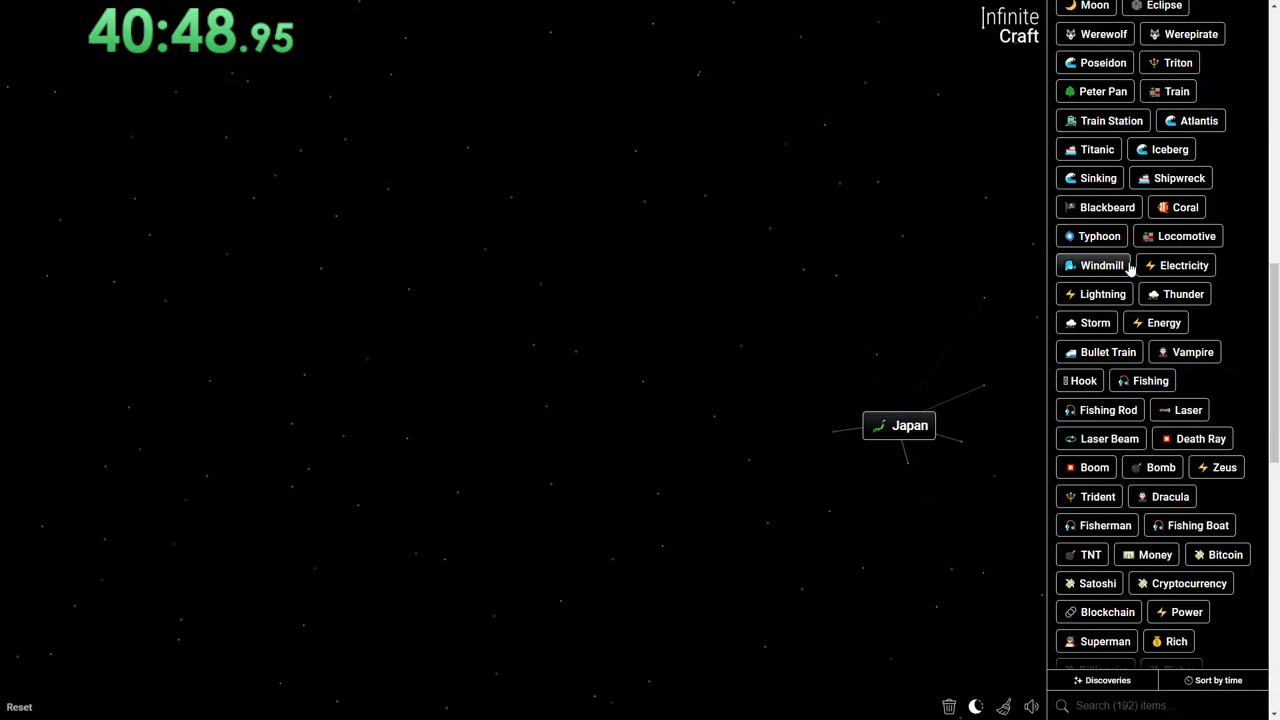 40:48.95
Infinite
Craft
Moon Eclipse
Werewolf Werepirate
Poseidon Triton
Peter Pan Train
Train Station Atlantis
Titanic Iceberg
Sinking Shipwreck
Blackbeard Coral
Typhoon Locomotive
Windmill Electricity
Lightning Thunder
Storm Energy
Bullet Train Vampire
Hook Fishing
Fishing Rod Laser
Laser Beam Death Ray
Japan
Boom Bomb Zeus
Trident Dracula
Fisherman Fishing Boat
TNT Money Bitcoin
Satoshi Cryptocurrency
Blockchain Power
Superman Rich
Discoveries Sort by time
Reset
Search (192) items...